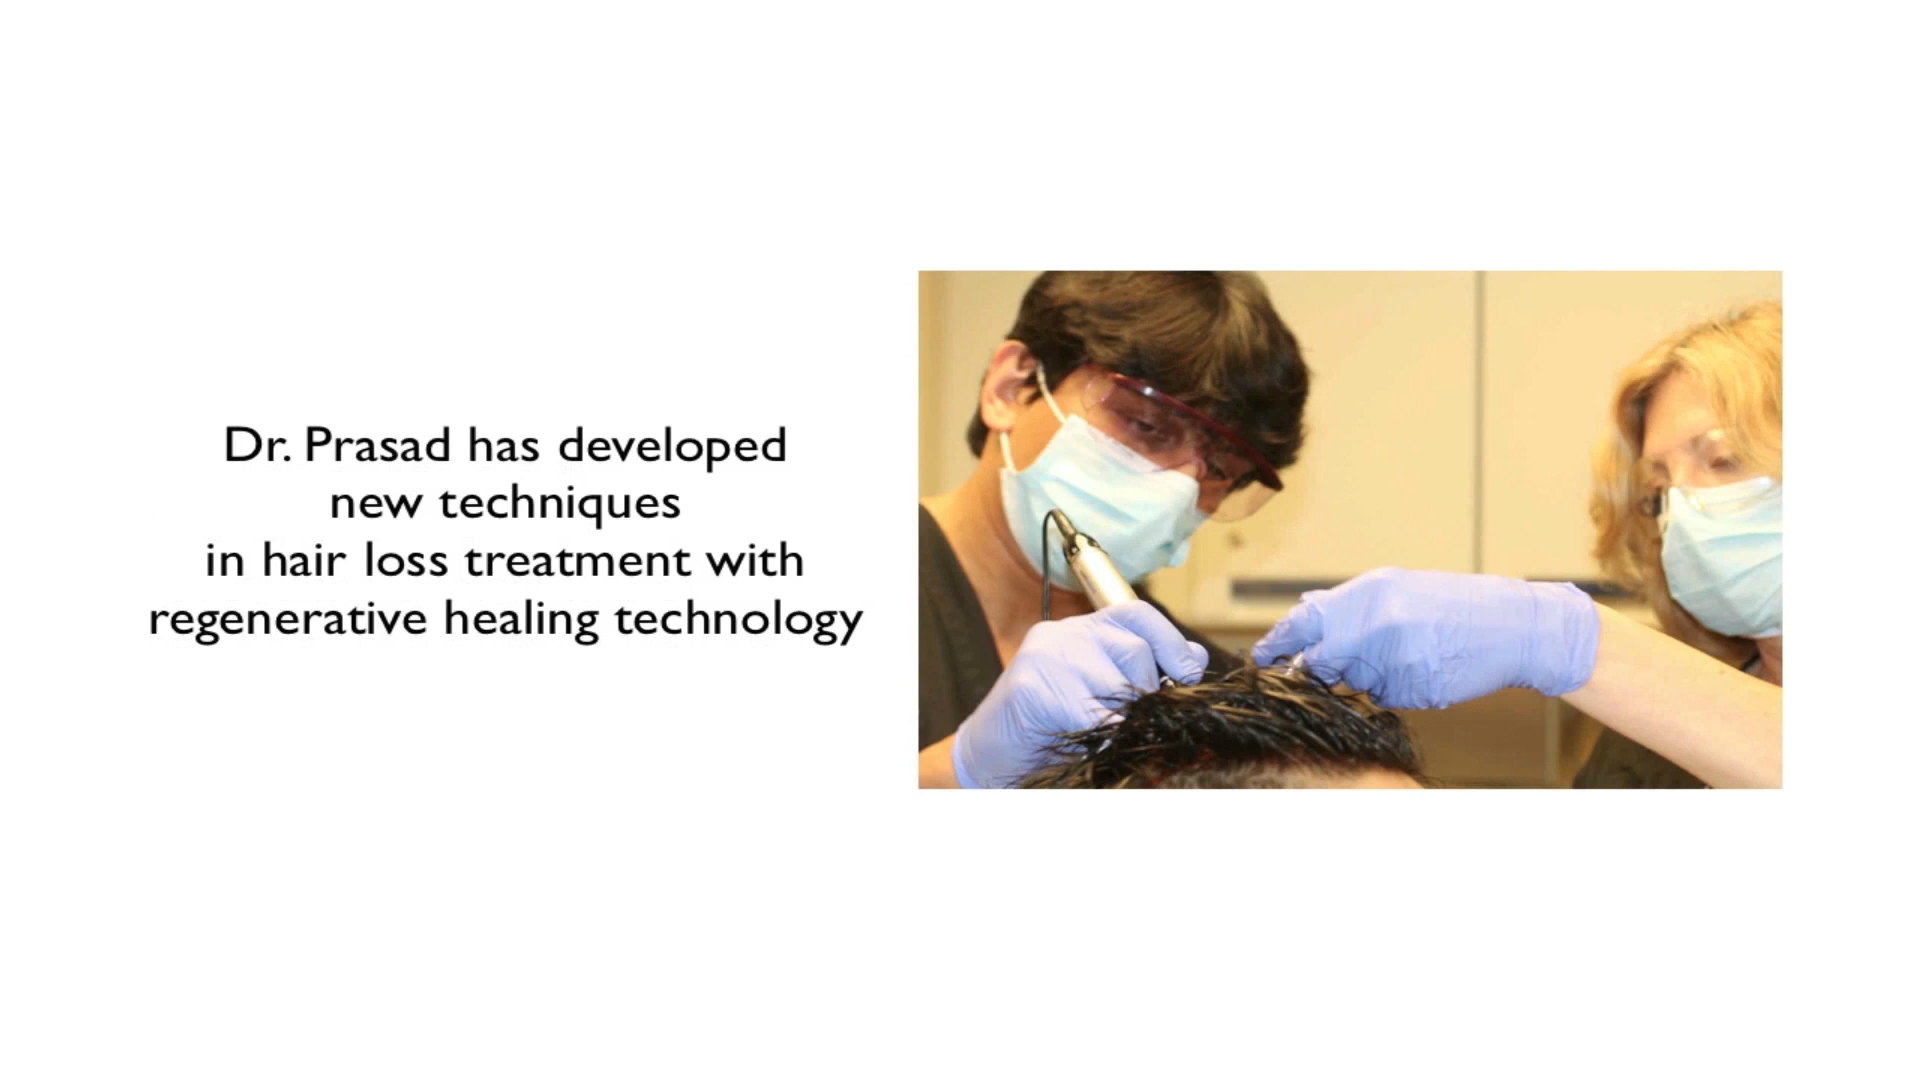 Dr. Prasad has developed
new techniques
in hair loss treatment with
regenerative healing technology